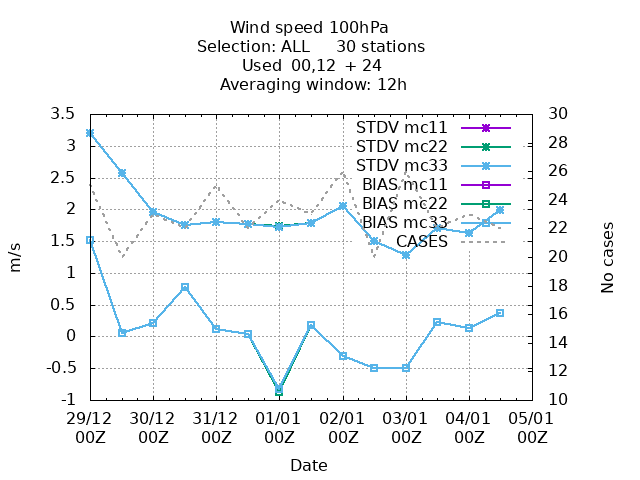 Wind speed 100hPa
Selection: ALL 30 stations
Used 00,12 + 24
Averaging window: 12h
3.5
3
2.5
2
1.5
1
0.5
0
-0.5
-1
m/s
30
28
26
24
22
20
18
16
14
12
10
No cases
STDV mc11
STDV mc22
STDV mc33
BIAS mc11
BIAS mc22
BIAS mc33
CASES
29/12 30/12 31/12 01/01 02/01 03/01 04/01 05/01
00Z 00Z 00Z 00Z 00Z 00Z 00Z 00Z
Date